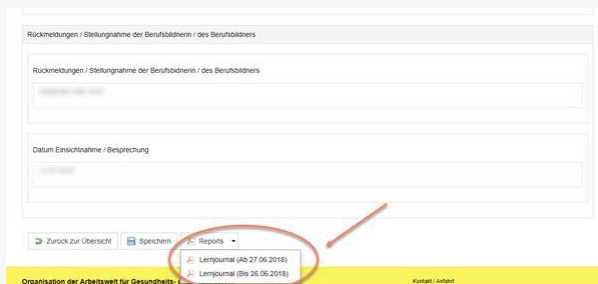 Rückmeldungen / Stellungnahme der Berufsbildnerin / des Berufsbildners
Rückmeldungen / Stellungnahme der Berufsbidnerin / des Berufsbildners
Datum Einsichtnahme / Besprechung
Zurück zur Übersicht
Speichern
Reports
Lernjournal (Ab 27.06.2018)
Lernjournal (Bis 26.06.2018)
Organisation der Arbeitswelt für Gesundheits-
Kontakt / Anfahrt